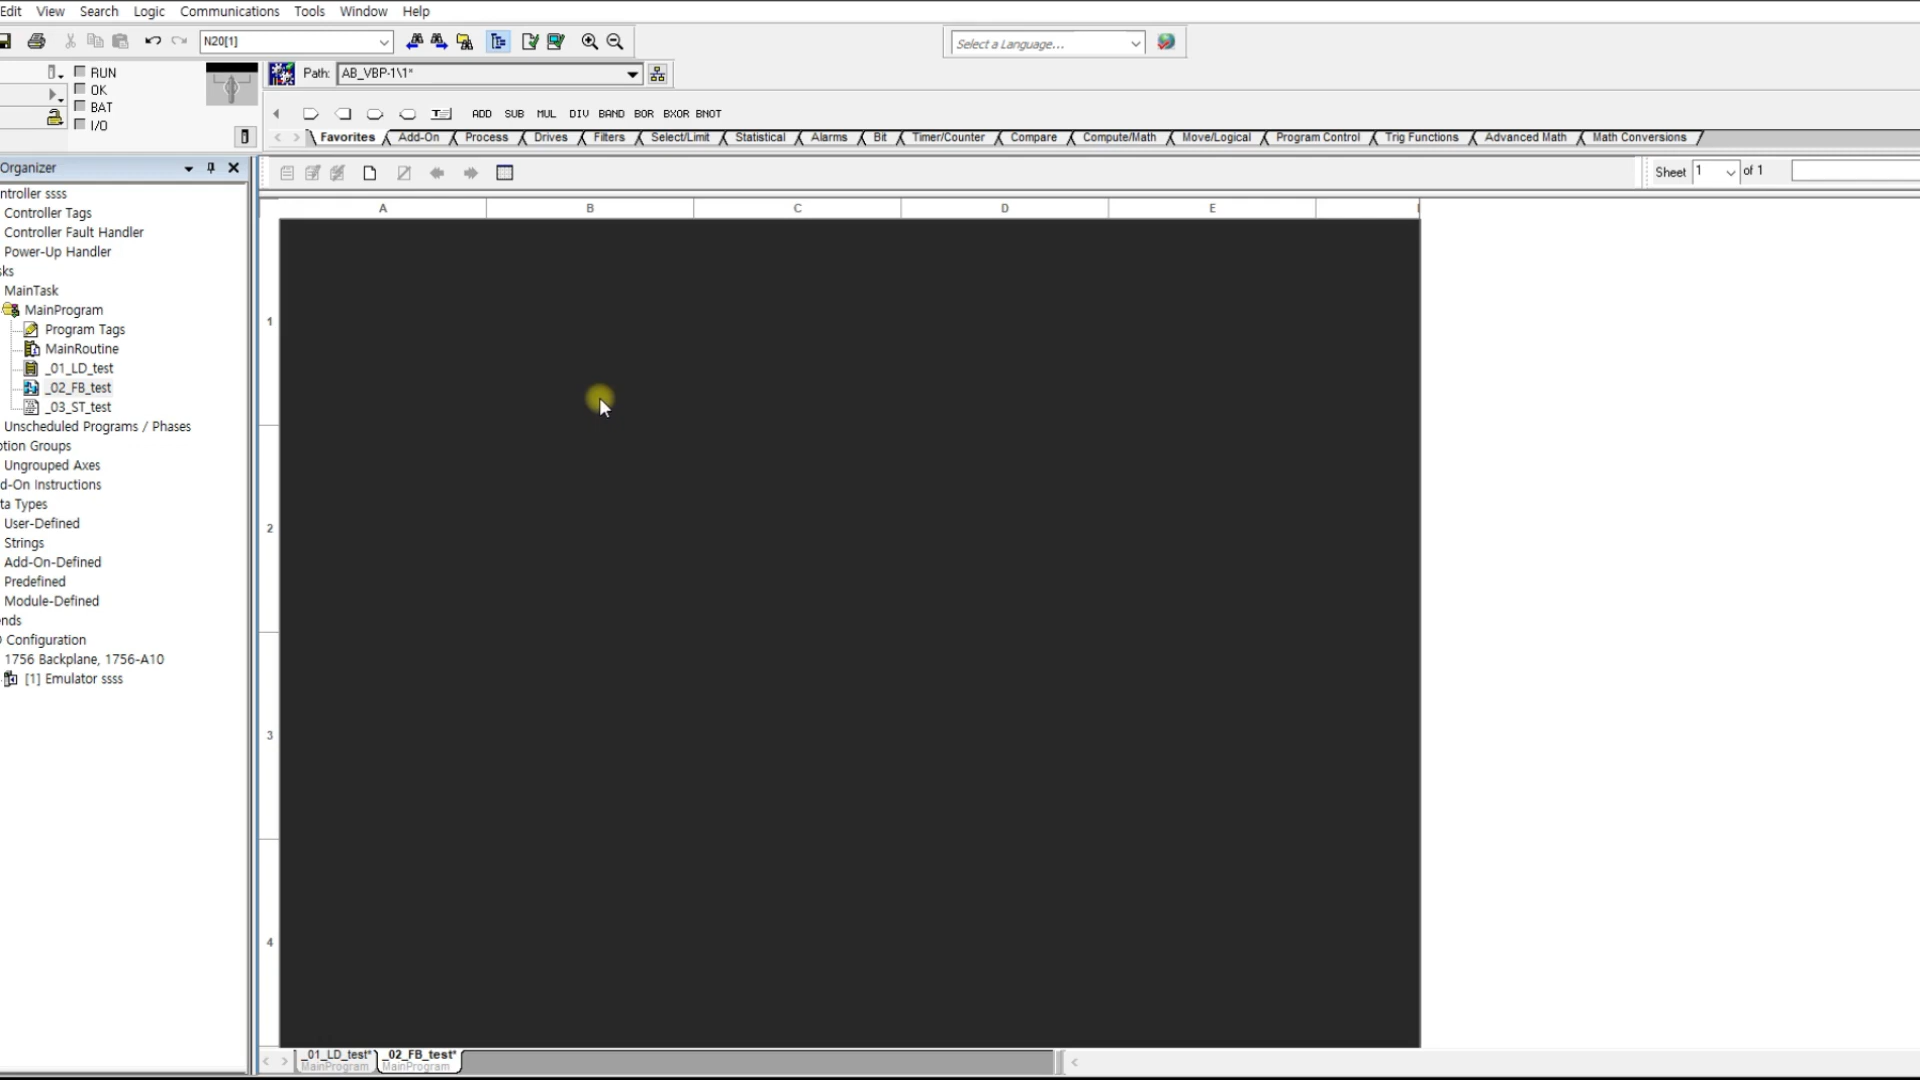 Edit View Search Logic Communications Tools Window Help
N20[1]
Select a Language...
RUN
OK
BAT
I/O
Path: AB_VBP-1\1*
ADD SUB MUL DIV BAND BOR BXOR BNOT
Favorites Add-On Process Drives Filters Select/Limit Statistical Alarms Bit Timer/Counter Compare Compute/Math Move/Logical Program Control Trig Functions Advanced Math Math Conversions
Organizer
Sheet 1 of 1
ntroller ssss
Controller Tags
Controller Fault Handler
Power-Up Handler
sks
MainTask
MainProgram
Program Tags
MainRoutine
_01_LD_test
_02_FB_test
_03_ST_test
Unscheduled Programs / Phases
otion Groups
Ungrouped Axes
d-On Instructions
ta Types
User-Defined
Strings
Add-On-Defined
Predefined
Module-Defined
ends
Configuration
1756 Backplane, 1756-A10
[1] Emulator ssss
A B C D E
1
2
3
4
_01_LD_test* _02_FB_test*
MainProgram MainProgram